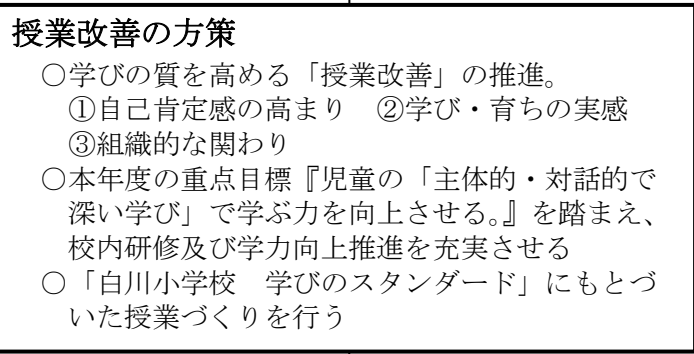 授業改善の方策
○学びの質を高める「授業改善」の推進。
①自己肯定感の高まり　②学び・育ちの実感
③組織的な関わり
○本年度の重点目標『児童の「主体的・対話的で
深い学び」で学ぶ力を向上させる。』を踏まえ、
校内研修及び学力向上推進を充実させる
○「白川小学校　学びのスタンダード」にもとづ
いた授業づくりを行う